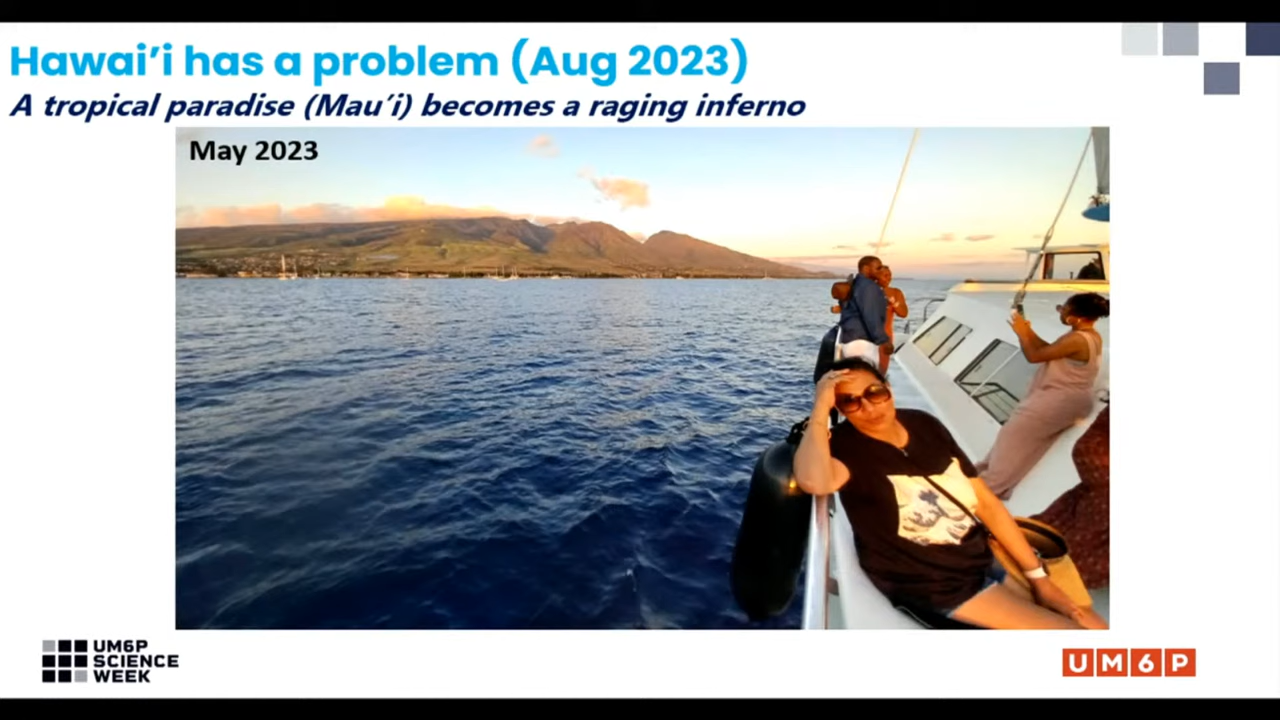 Hawai’i has a problem (Aug 2023)
A tropical paradise (Mau’i) becomes a raging inferno
May 2023
UM6P
SCIENCE
WEEK
UM6P